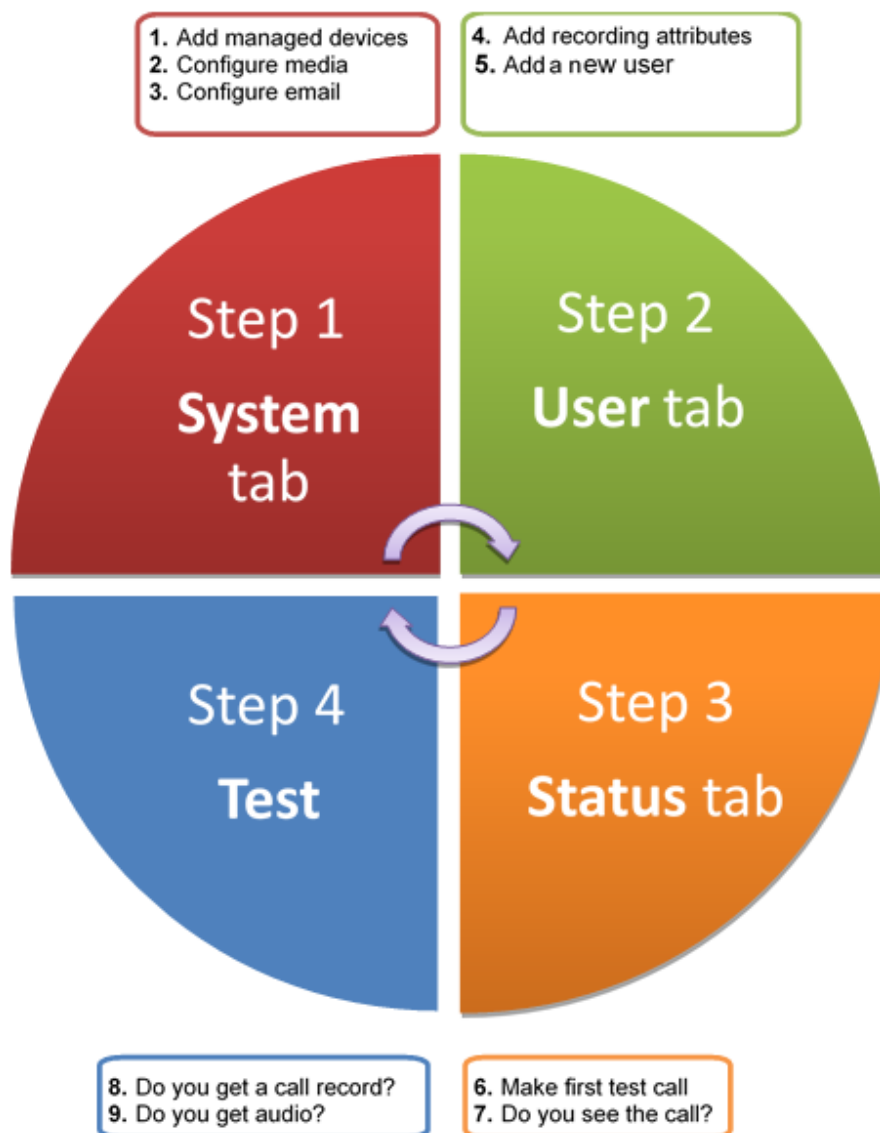 1. Add managed devices
2. Configure media
3. Configure email
4. Add recording attributes
5. Add a new user
Step 1
System
tab
Step 2
User tab
Step 4
Test
Step 3
Status tab
8. Do you get a call record?
9. Do you get audio?
6. Make first test call
7. Do you see the call?